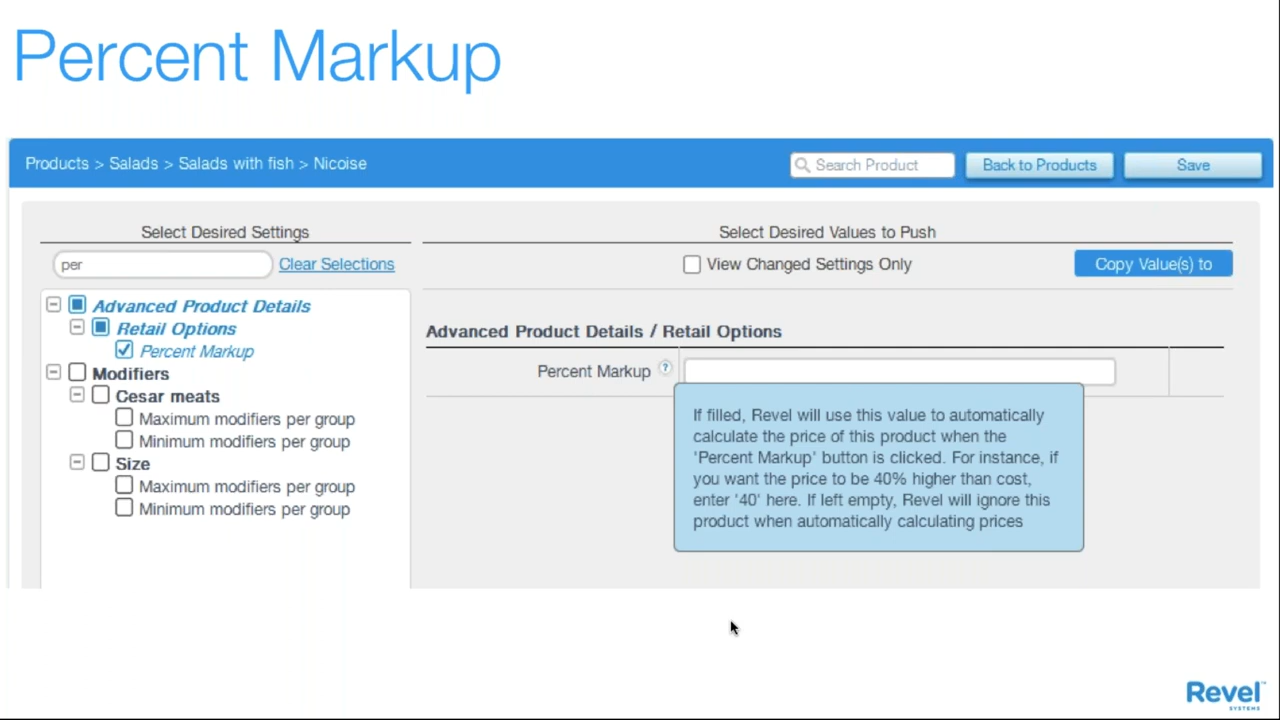 Percent Markup
Products > Salads > Salads with fish > Nicoise
Search Product
Back to Products
Save
Select Desired Settings
Select Desired Values to Push
per
Clear Selections
View Changed Settings Only
Copy Value(s) to
Advanced Product Details
Retail Options
Percent Markup
Modifiers
Cesar meats
Maximum modifiers per group
Minimum modifiers per group
Size
Maximum modifiers per group
Minimum modifiers per group
Advanced Product Details / Retail Options
Percent Markup ?
If filled, Revel will use this value to automatically
calculate the price of this product when the
'Percent Markup' button is clicked. For instance, if
you want the price to be 40% higher than cost,
enter '40' here. If left empty, Revel will ignore this
product when automatically calculating prices
Revel™
SYSTEMS